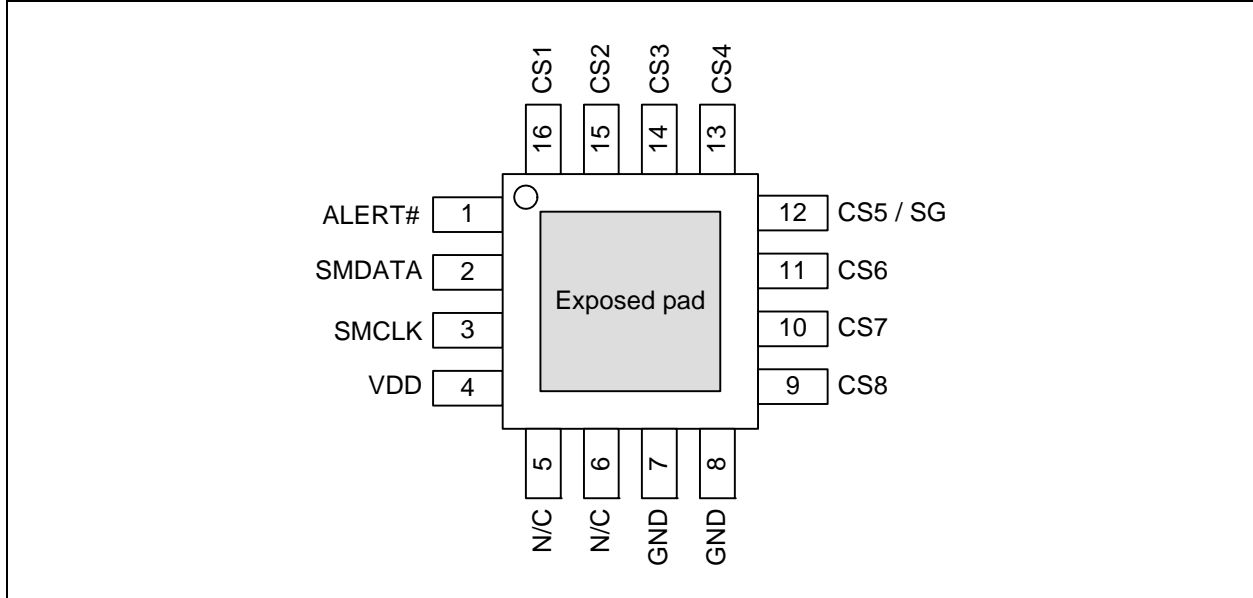 CS1
CS2
CS3
CS4
16
15
14
13
ALERT# 1
12 CS5 / SG
SMDATA 2
11 CS6
Exposed pad
SMCLK 3
10 CS7
VDD 4
9 CS8
5
6
7
8
N/C
N/C
GND
GND